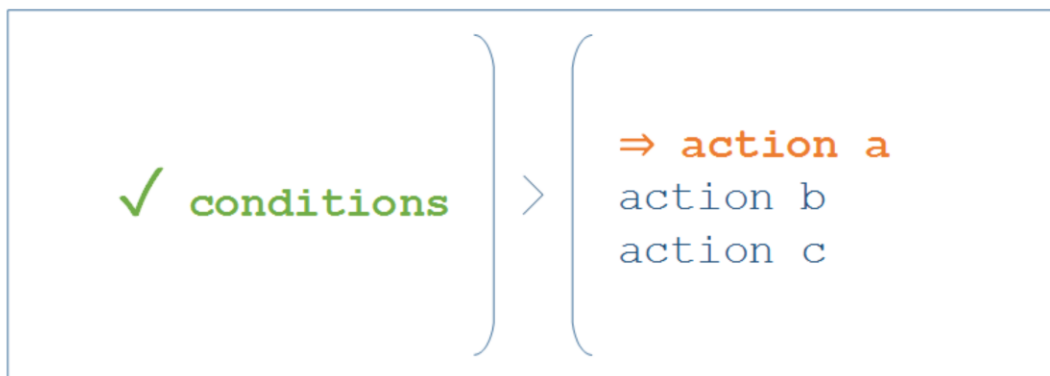 ✓ conditions
>
⇒ action a
action b
action c